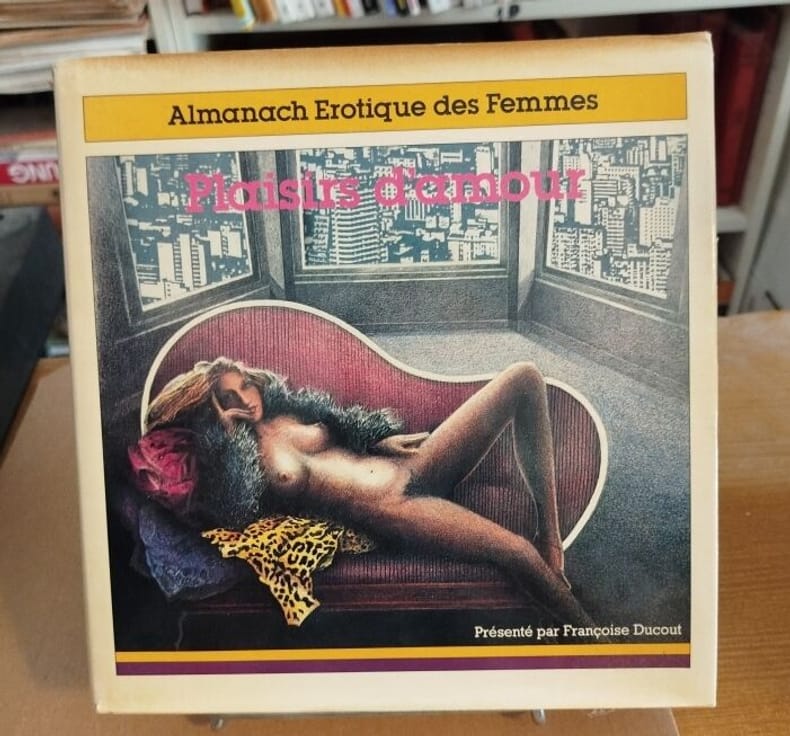 Almanach Erotique des Femmes
Plaisirs d'amour
Présenté par Françoise Ducout